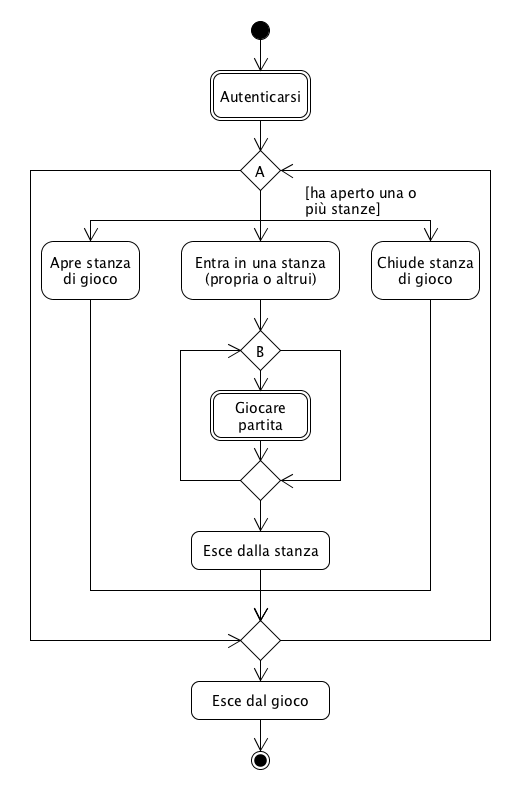 Autenticarsi
A
[ha aperto una o
più stanze]
Apre stanza
di gioco
Entra in una stanza
(propria o altrui)
Chiude stanza
di gioco
B
Giocare
partita
Esce dalla stanza
Esce dal gioco